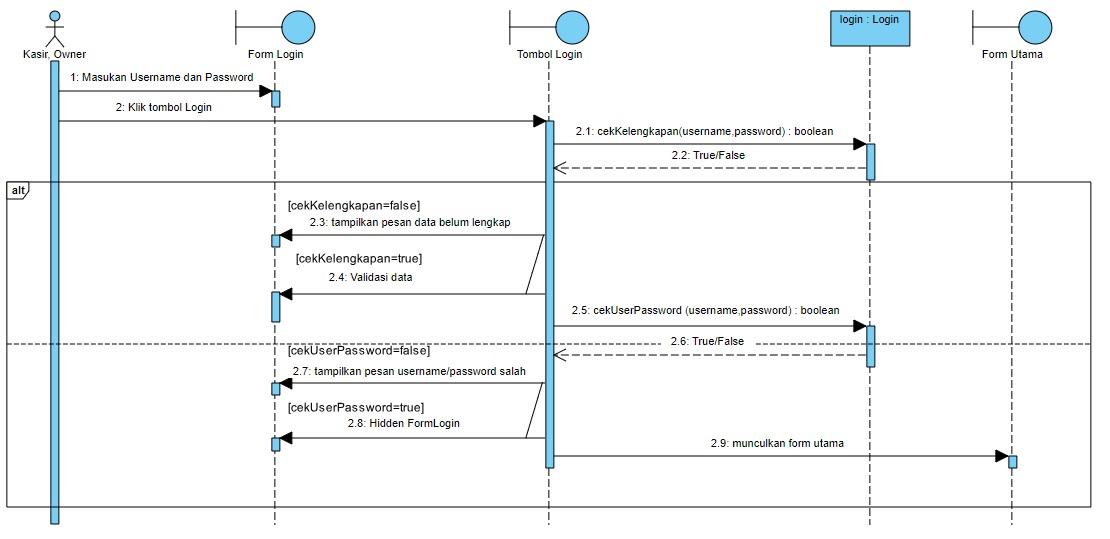 login : Login
Kasir, Owner
Form Login
Tombol Login
Form Utama
1: Masukan Username dan Password
2: Klik tombol Login
2.1: cekKelengkapan(username,password) : boolean
2.2: True/False
alt
[cekKelengkapan=false]
2.3: tampilkan pesan data belum lengkap
[cekKelengkapan=true]
2.4: Validasi data
2.5: cekUserPassword (username,password) : boolean
2.6: True/False
[cekUserPassword=false]
2.7: tampilkan pesan username/password salah
[cekUserPassword=true]
2.8: Hidden FormLogin
2.9: munculkan form utama